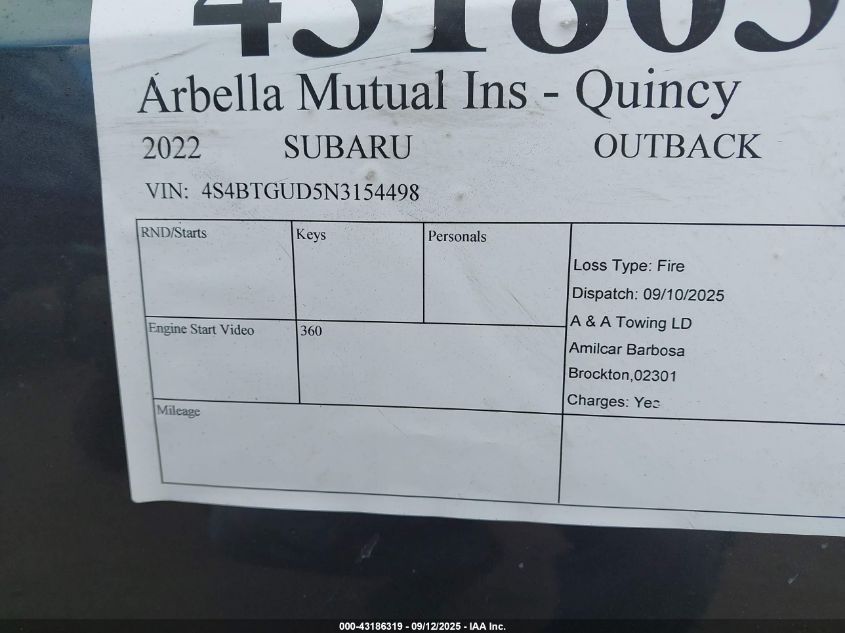 Arbella Mutual Ins - Quincy
2022 SUBARU OUTBACK
VIN: 4S4BTGUD5N3154498
RND/Starts Keys Personals
Loss Type: Fire
Dispatch: 09/10/2025
A & A Towing LD
Engine Start Video 360
Amilcar Barbosa
Brockton,02301
Charges: Yes
Mileage
000-43186319 - 09/12/2025 - IAA Inc.